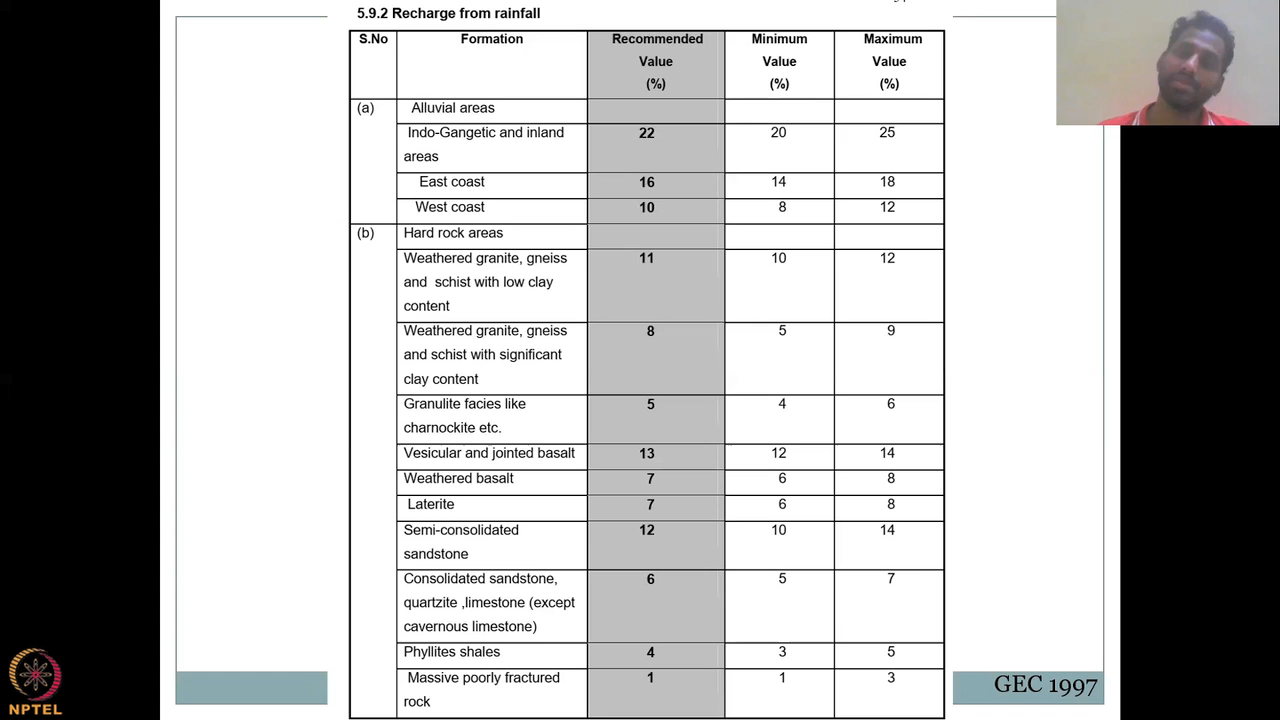 5.9.2 Recharge from rainfall
S.No Formation Recommended Value (%) Minimum Value (%) Maximum Value (%)
(a) Alluvial areas
Indo-Gangetic and inland areas 22 20 25
East coast 16 14 18
West coast 10 8 12
(b) Hard rock areas
Weathered granite, gneiss and schist with low clay content 11 10 12
Weathered granite, gneiss and schist with significant clay content 8 5 9
Granulite facies like charnockite etc. 5 4 6
Vesicular and jointed basalt 13 12 14
Weathered basalt 7 6 8
Laterite 7 6 8
Semi-consolidated sandstone 12 10 14
Consolidated sandstone, quartzite ,limestone (except cavernous limestone) 6 5 7
Phyllites shales 4 3 5
Massive poorly fractured rock 1 1 3
GEC 1997
NPTEL